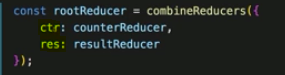 const rootReducer = combineReducers({
ctr: counterReducer,
res: resultReducer
});